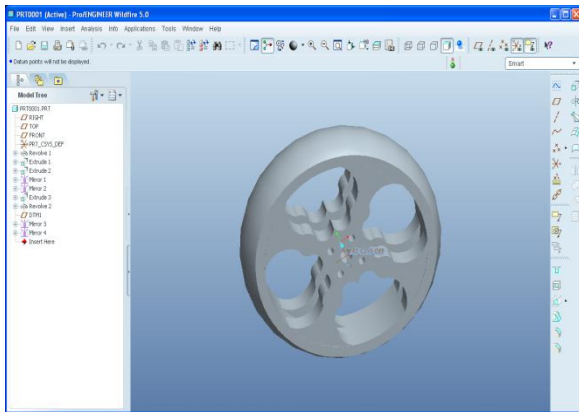 PRT0001 (Active) - Pro/ENGINEER Wildfire 5.0
File Edit View Insert Analysis Info Applications Tools Window Help
• Datum points will not be displayed.
Smart
Model Tree
PRT0001.PRT
RIGHT
TOP
FRONT
PRT_CSYS_DEF
Revolve 1
Extrude 1
Extrude 2
Mirror 1
Mirror 2
Extrude 3
Revolve 2
DTM1
Mirror 3
Mirror 4
Insert Here